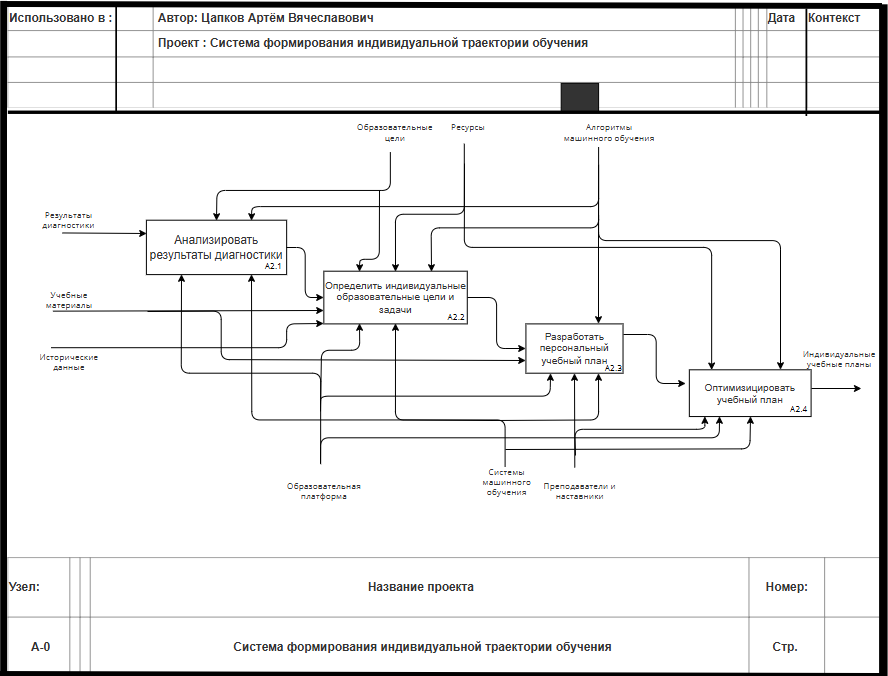 Использовано в :
Автор: Цапков Артём Вячеславович
Дата
Контекст
Проект : Система формирования индивидуальной траектории обучения
Образовательные
цели
Ресурсы
Алгоритмы
машинного обучения
Результаты
диагностики
Анализировать
результаты диагностики
A2.1
Учебные
материалы
Определить индивидуальные
образовательные цели и
задачи
A2.2
Исторические
данные
Разработать
персональный
учебный план
A2.3
Индивидуальные
учебные планы
Оптимизицировать
учебный план
A2.4
Образовательная
платформа
Системы
машинного
обучения
Преподаватели и
наставники
Узел:
Название проекта
Номер:
А-0
Система формирования индивидуальной траектории обучения
Стр.